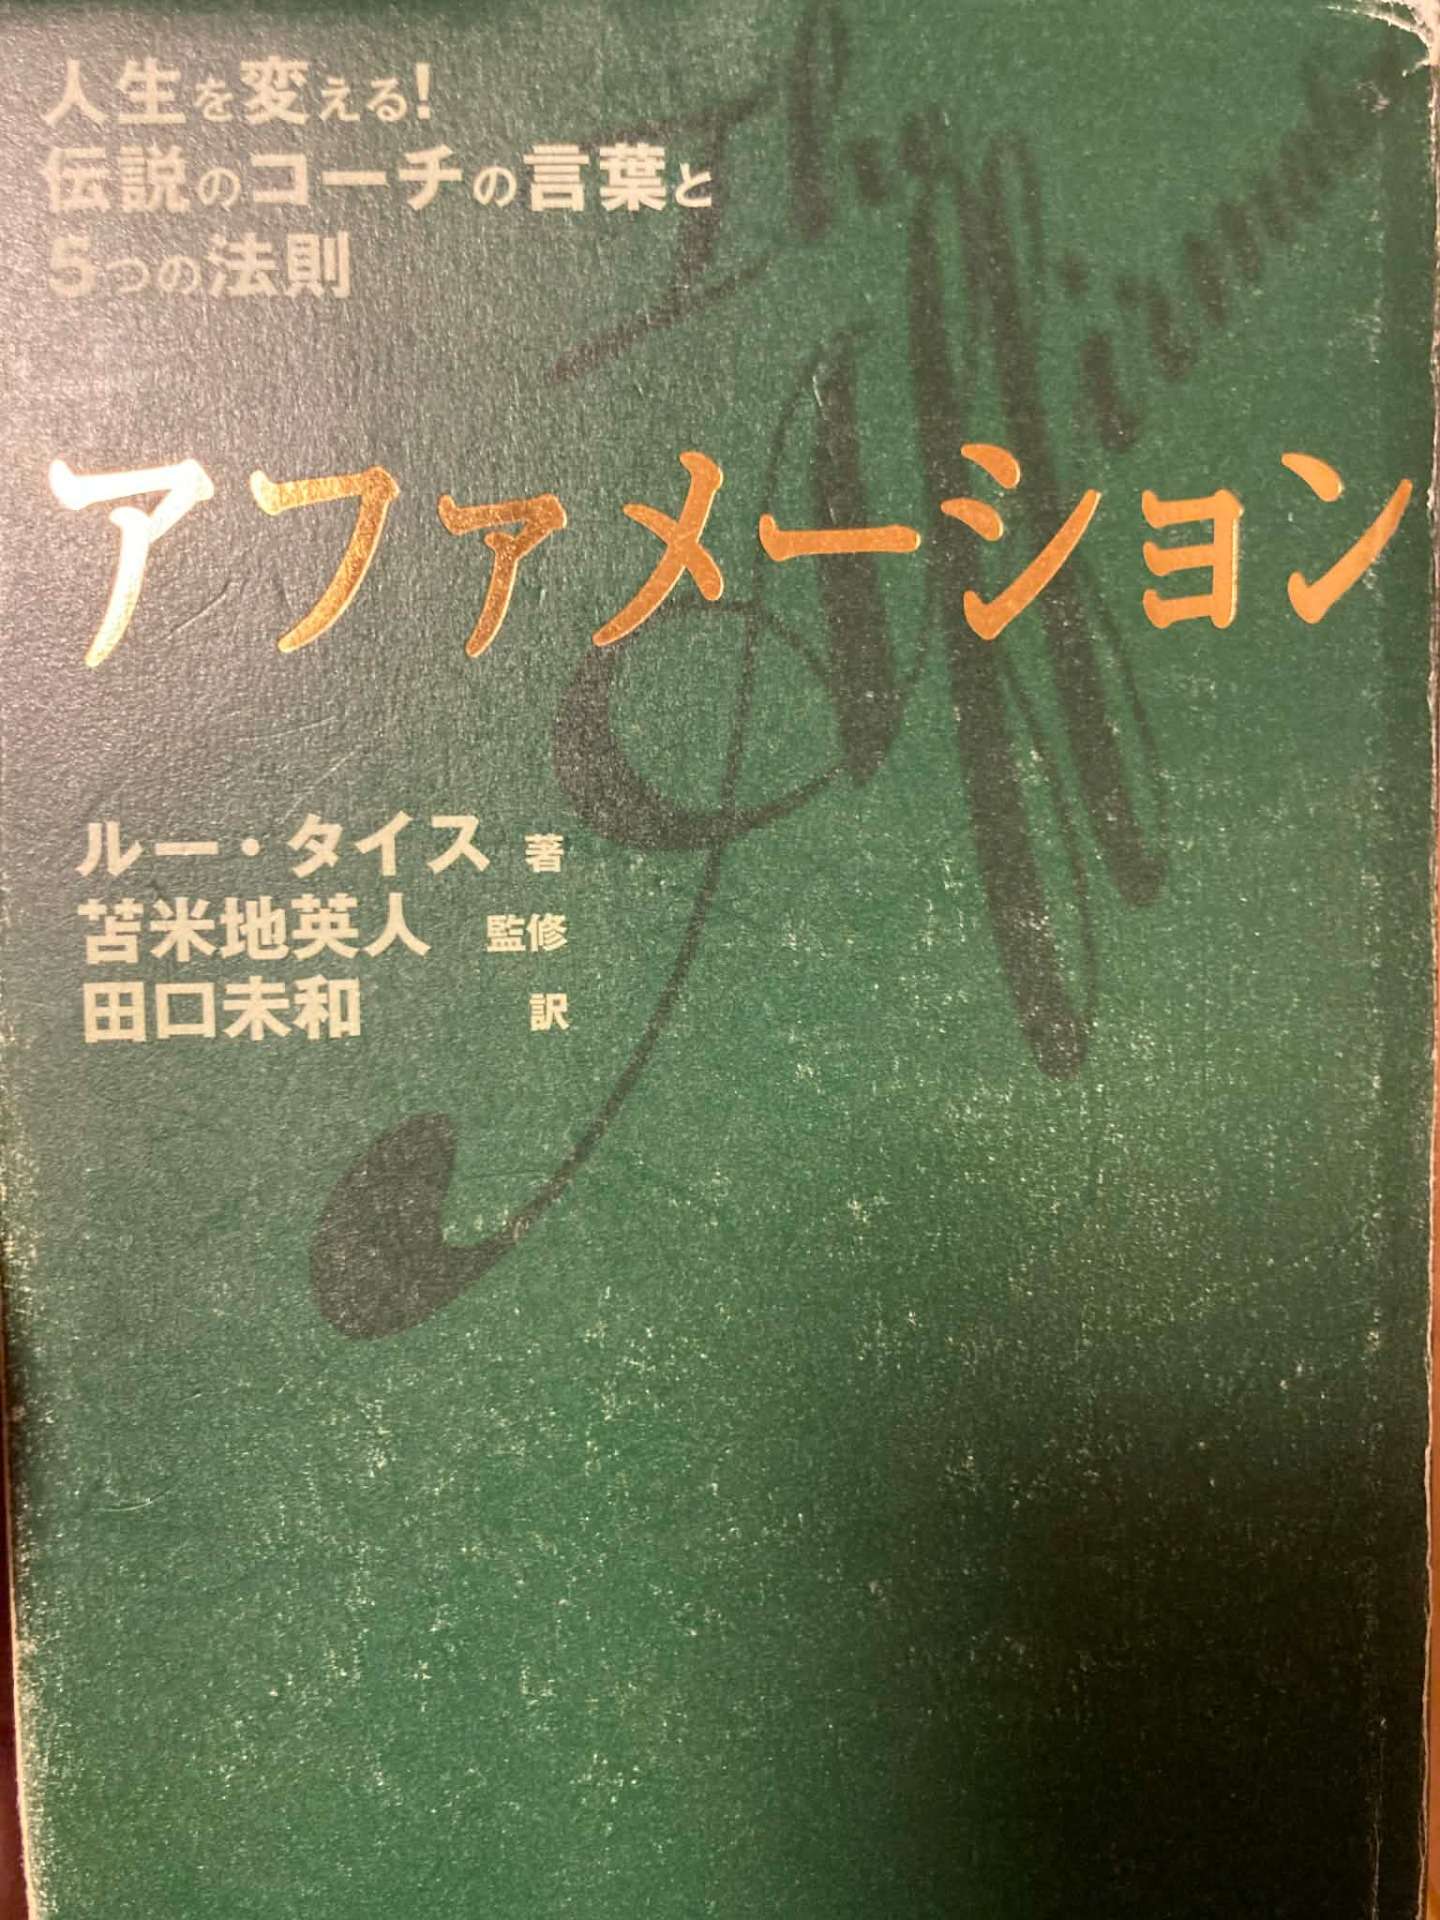 人生を変える!
伝説のコーチの言葉と
5つの法則
The Affirmation
アファメーション
ルー・タイス 著
苫米地英人 監修
田口未和 訳